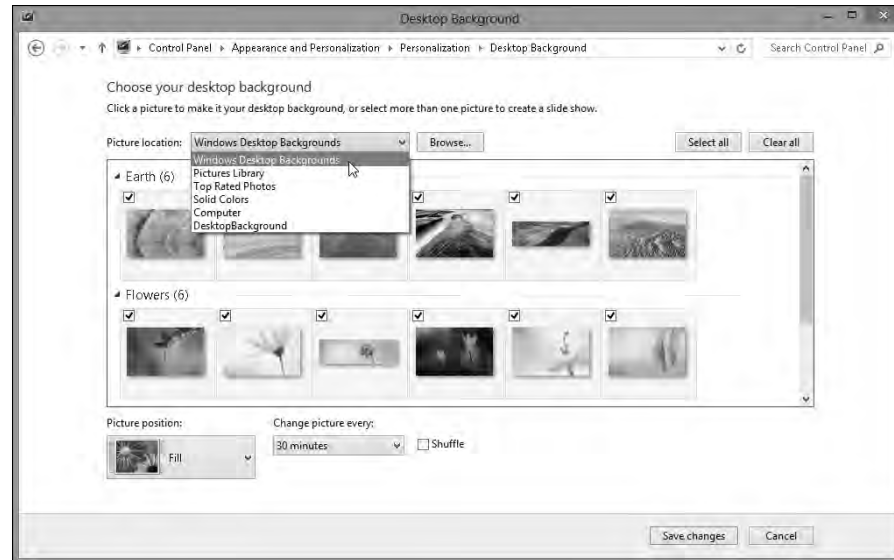 Desktop Background
Control Panel ▸ Appearance and Personalization ▸ Personalization ▸ Desktop Background
Search Control Panel
Choose your desktop background
Click a picture to make it your desktop background, or select more than one picture to create a slide show.
Picture location: Windows Desktop Backgrounds Browse... Select all Clear all
Windows Desktop Backgrounds
Pictures Library
Top Rated Photos
Solid Colors
Computer
DesktopBackground
Earth (6)
Flowers (6)
Picture position: Change picture every:
Fill 30 minutes Shuffle
Save changes Cancel